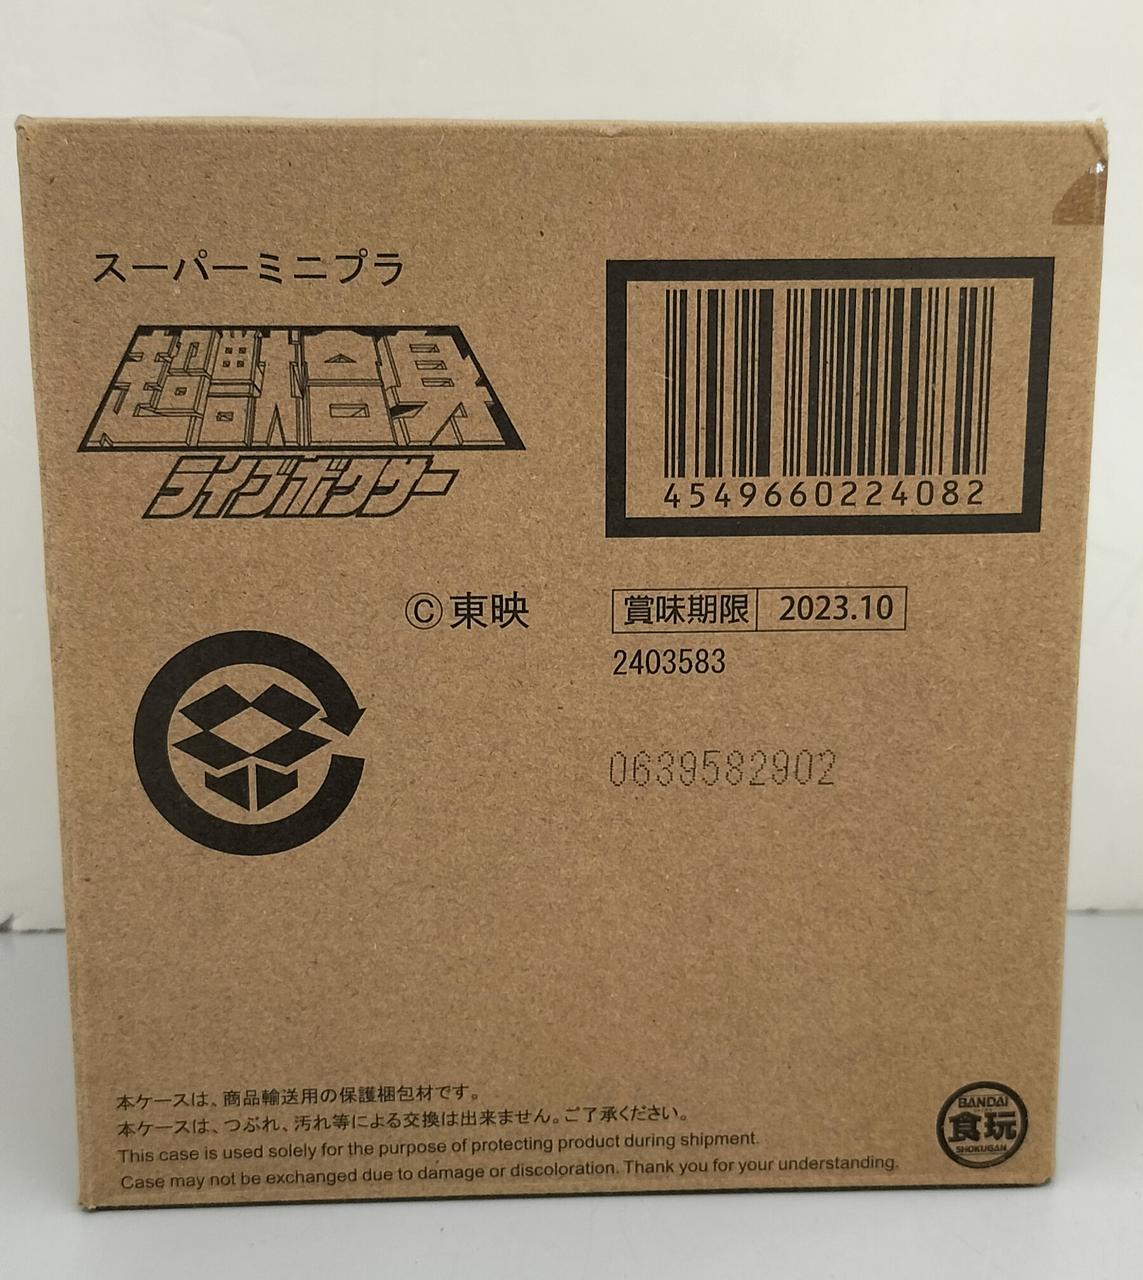 スーパーミニプラ
超獣合身
ライブボクサー
4549660224082
©東映
賞味期限 2023.10
2403583
0639582902
本ケースは、商品輸送用の保護梱包材です。
本ケースは、つぶれ、汚れ等による交換は出来ません。ご了承ください。
This case is used solely for the purpose of protecting product during shipment.
Case may not be exchanged due to damage or discoloration. Thank you for your understanding.
BANDAI
食玩
SHOKUGAN